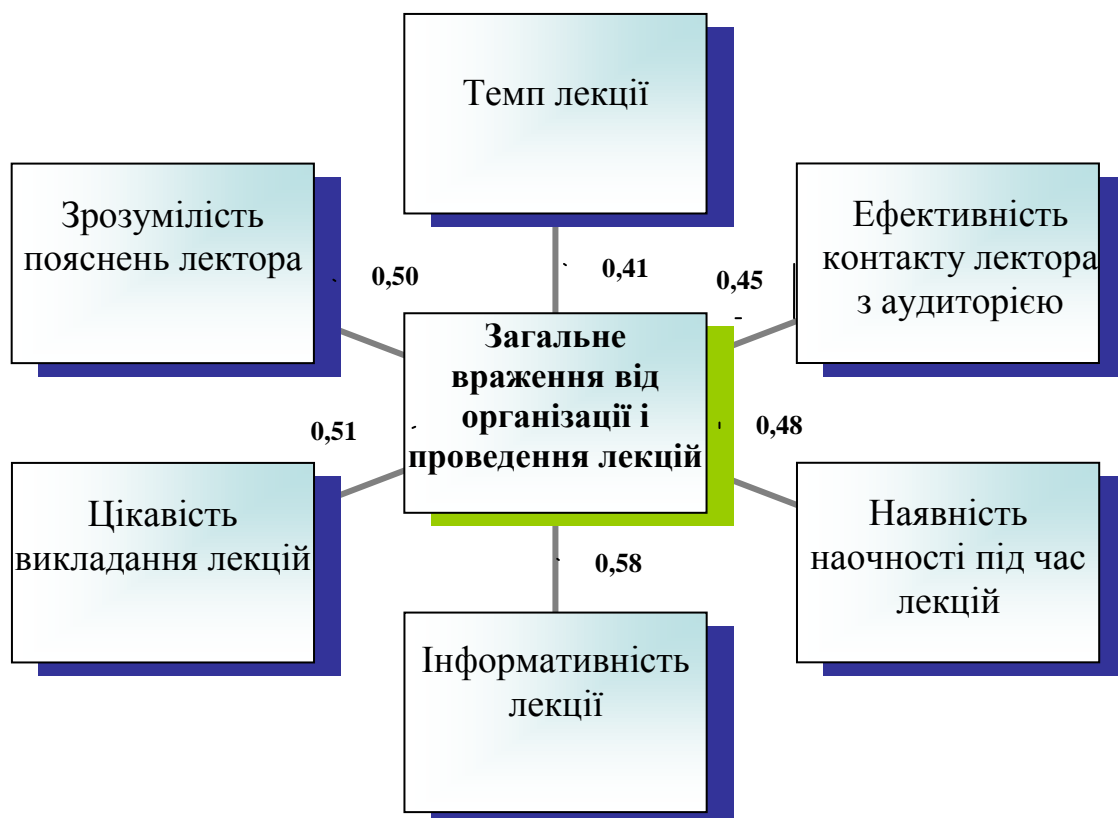 Темп лекції
Зрозумілість
пояснень лектора
Ефективність
контакту лектора
з аудиторією
0,50
0,41
0,45
Загальне
враження від
організації і
проведення лекцій
0,51
0,48
Цікавість
викладання лекцій
Наявність
наочності під час
лекцій
0,58
Інформативність
лекції